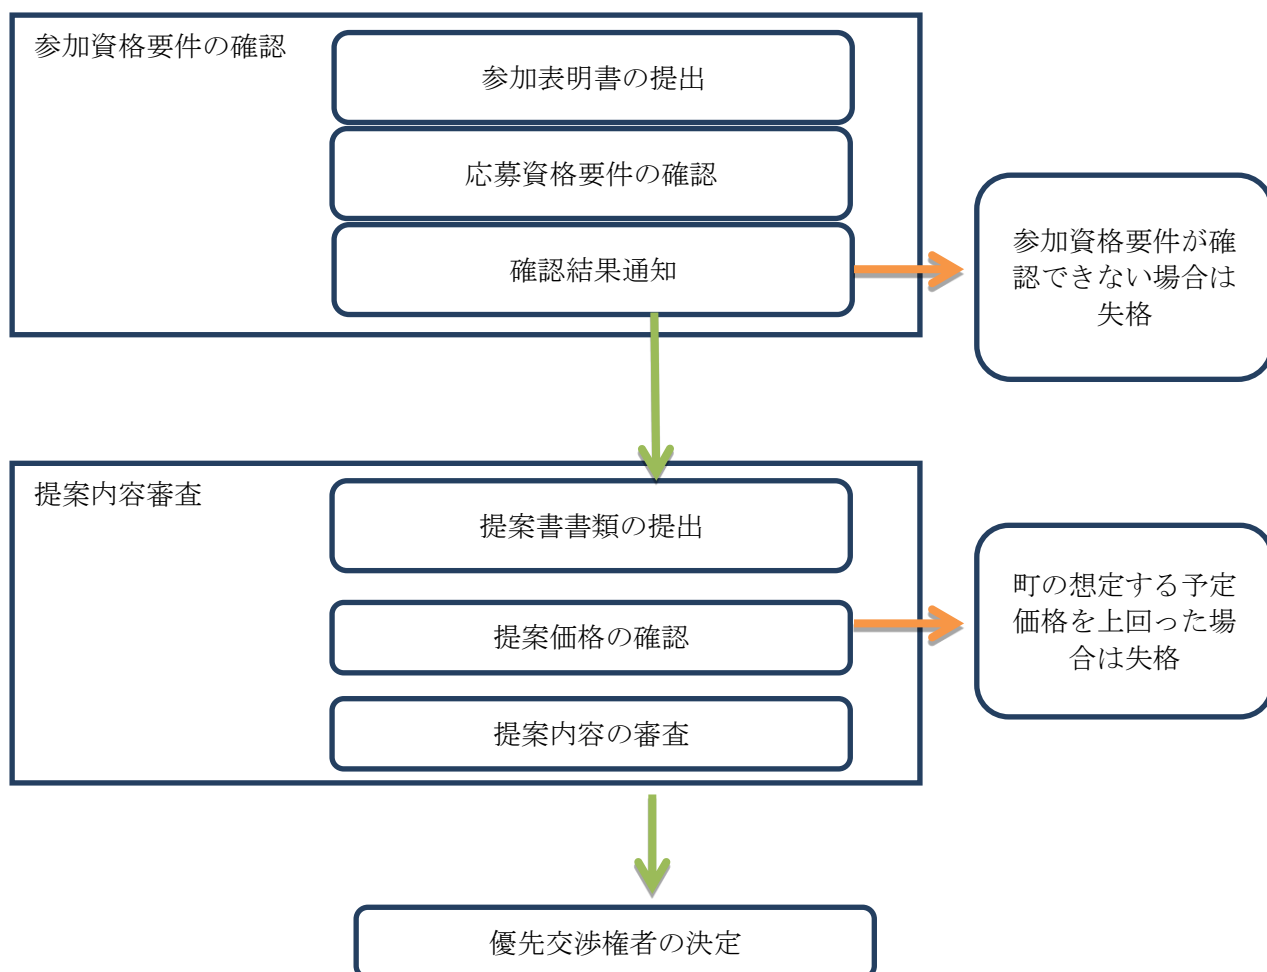 参加資格要件の確認
参加表明書の提出
応募資格要件の確認
確認結果通知
参加資格要件が確
認できない場合は
失格
提案内容審査
提案書書類の提出
提案価格の確認
町の想定する予定
価格を上回った場
合は失格
提案内容の審査
優先交渉権者の決定